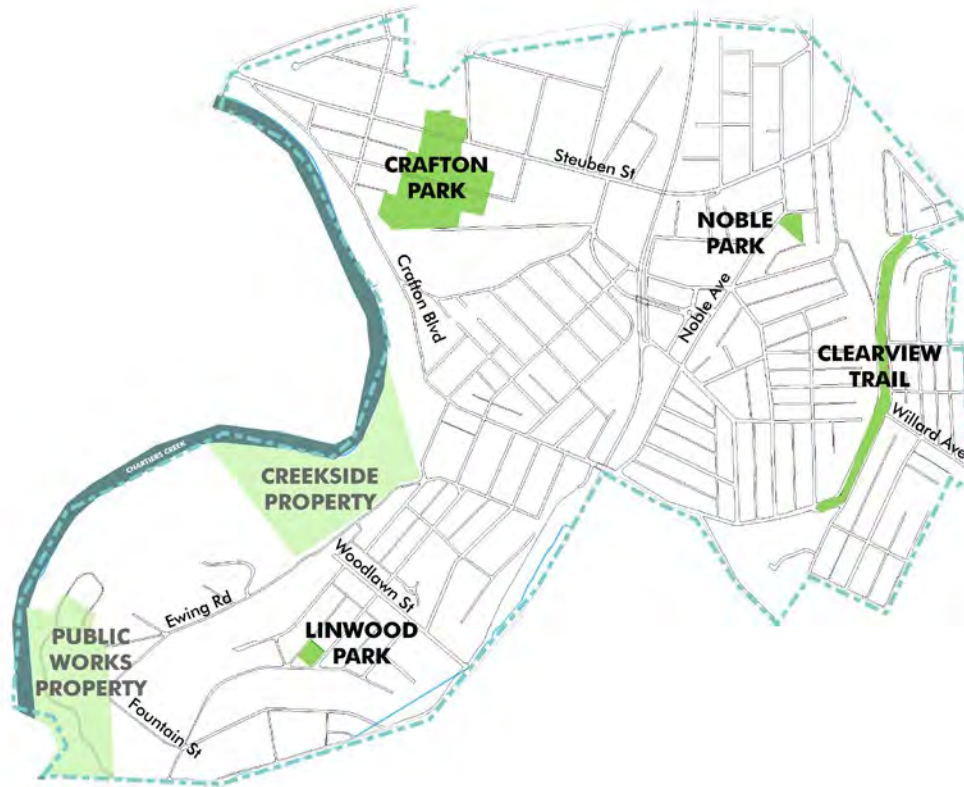 CRAFTON
PARK
Steuben St
NOBLE
PARK
Crafton Blvd
Noble Ave
CLEARVIEW
TRAIL
Willard Ave
CHARTIERS CREEK
CREEKSIDE
PROPERTY
Woodlawn St
Ewing Rd
LINWOOD
PARK
PUBLIC
WORKS
PROPERTY
Fountain St